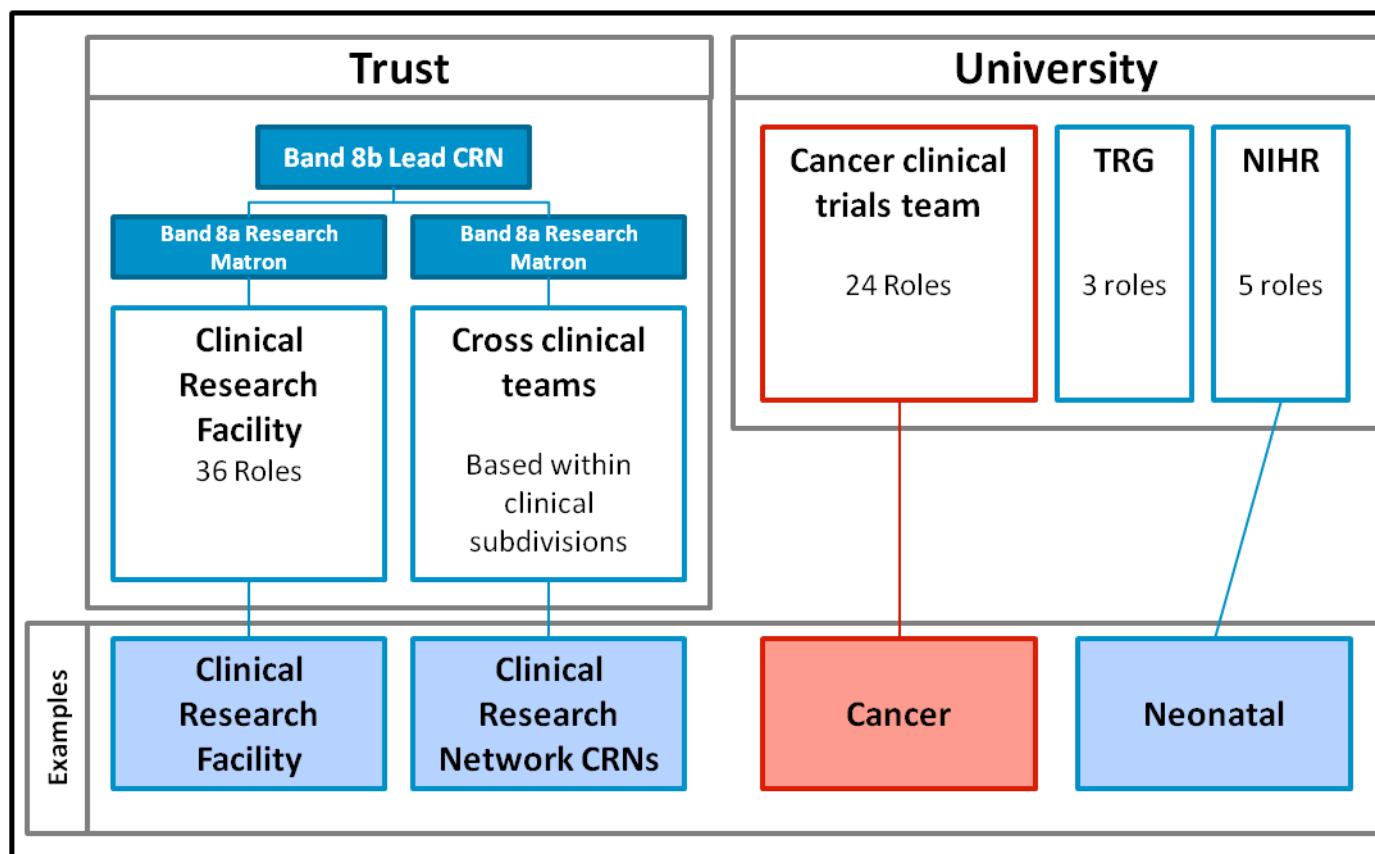 Trust
Band 8b Lead CRN
Band 8a Research
Matron
Band 8a Research
Matron
Clinical
Research
Facility
36 Roles
Cross clinical
teams
Based within
clinical
subdivisions
University
Cancer clinical
trials team
24 Roles
TRG
3 roles
NIHR
5 roles
Examples
Clinical
Research
Facility
Clinical
Research
Network CRNs
Cancer
Neonatal